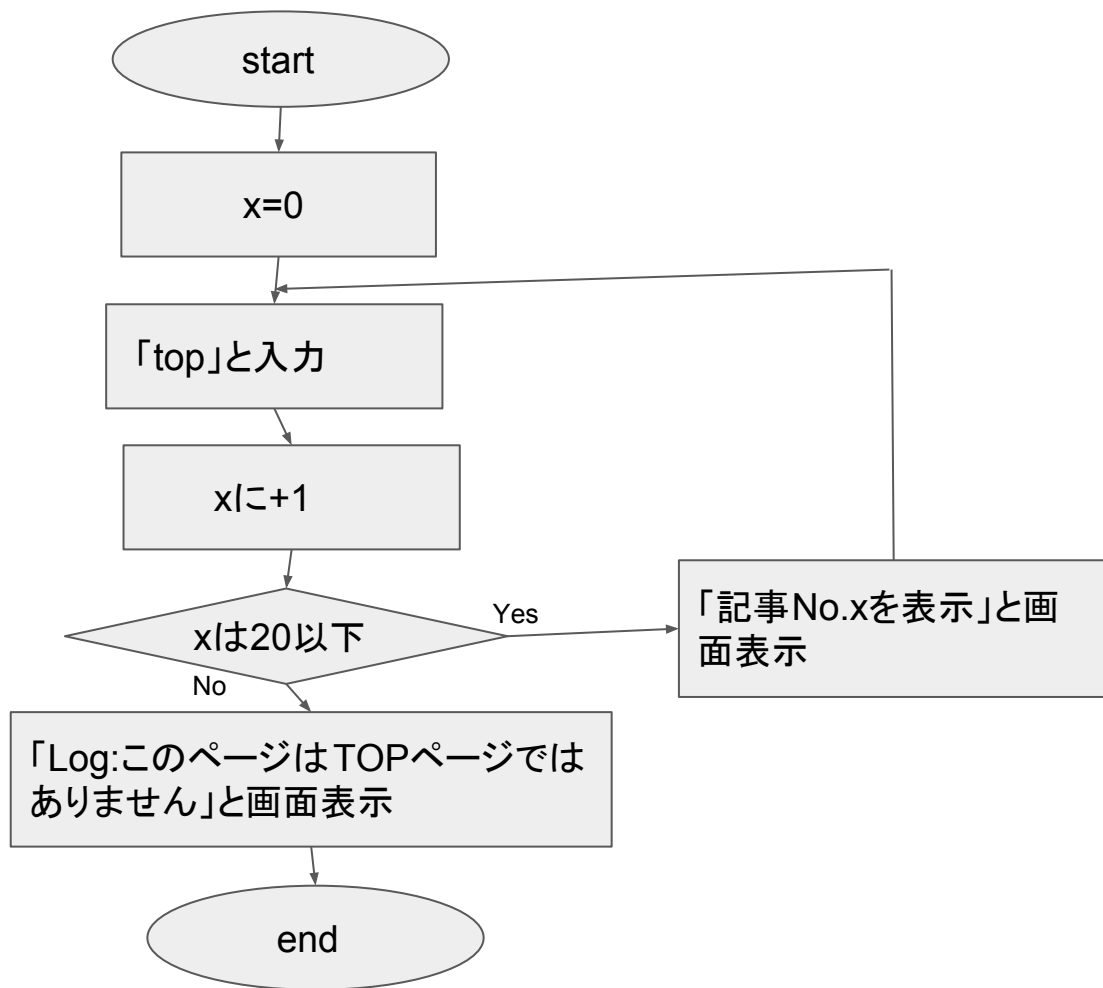 start
x=0
「top」と入力
xに+1
xは20以下
Yes
「記事No.xを表示」と画
面表示
No
「Log:このページはTOPページでは
ありません」と画面表示
end